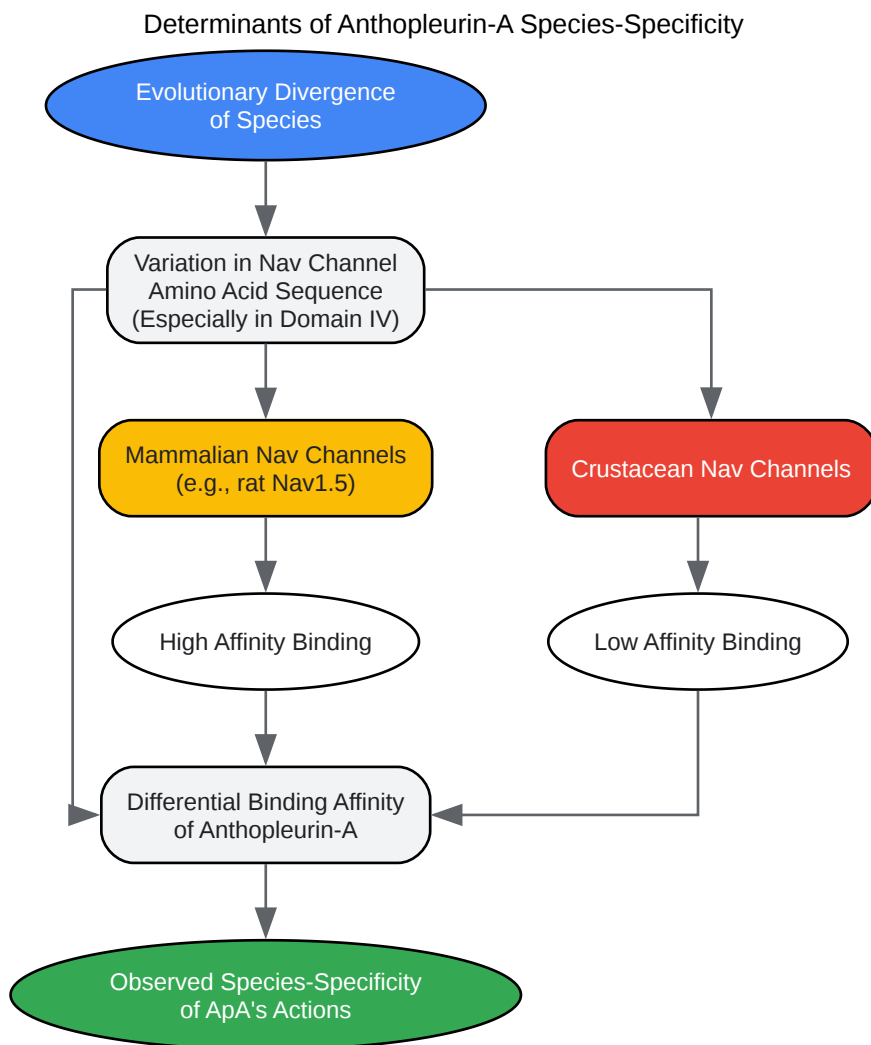 Determinants of Anthopleurin-A Species-Specificity
Evolutionary Divergence
of Species
Variation in Nav Channel
Amino Acid Sequence
(Especially in Domain IV)
Mammalian Nav Channels
(e.g., rat Nav1.5)
Crustacean Nav Channels
High Affinity Binding
Low Affinity Binding
Differential Binding Affinity
of Anthopleurin-A
Observed Species-Specificity
of ApA's Actions